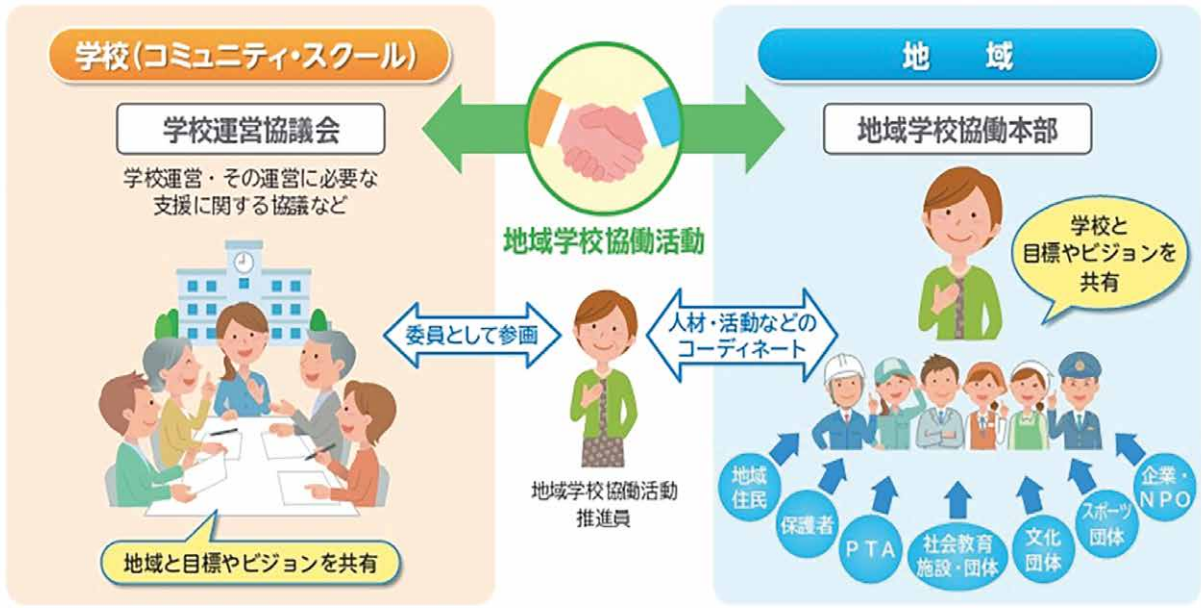 学校(コミュニティ・スクール)
学校運営協議会
学校運営・その運営に必要な
支援に関する協議など
地域と目標やビジョンを共有
地域学校協働活動
委員として参画
人材・活動などの
コーディネート
地域学校協働活動
推進員
地　域
地域学校協働本部
学校と
目標やビジョンを
共有
地域
住民
保護者
PTA
社会教育
施設・団体
文化
団体
スポーツ
団体
企業・
NPO